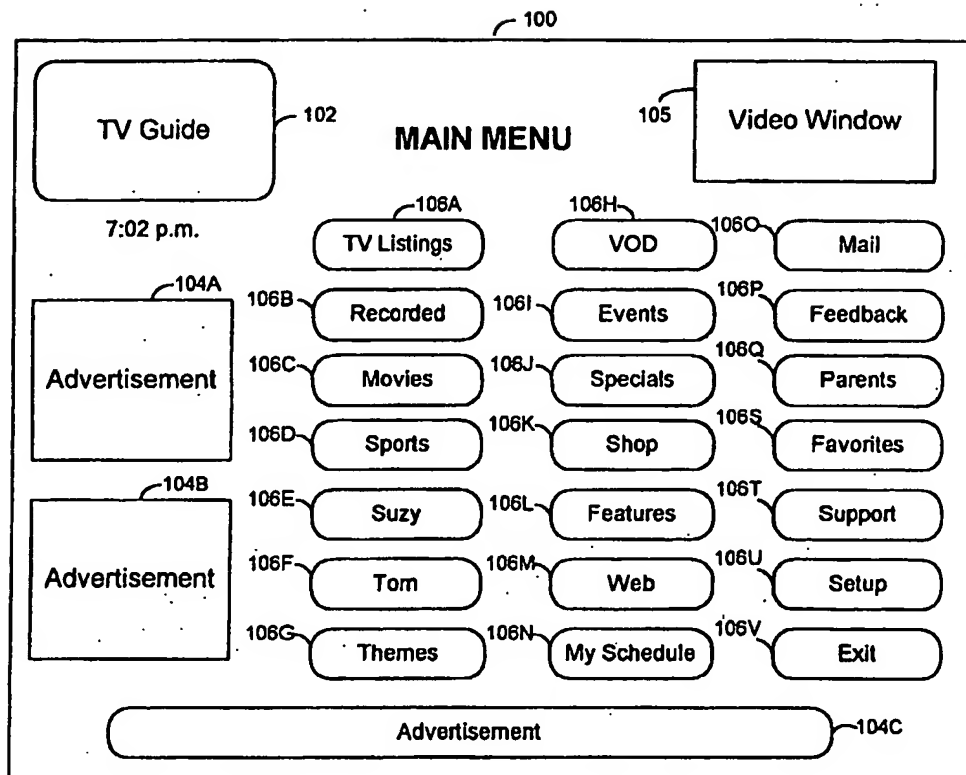 100
TV Guide
102
MAIN MENU
105
Video Window
7:02 p.m.
106A
TV Listings
106H
VOD
106O
Mail
104A
Advertisement
106B
Recorded
106I
Events
106P
Feedback
106C
Movies
106J
Specials
106Q
Parents
106D
Sports
106K
Shop
106S
Favorites
104B
Advertisement
106E
Suzy
106L
Features
106T
Support
106F
Tom
106M
Web
106U
Setup
106G
Themes
106N
My Schedule
106V
Exit
Advertisement
104C